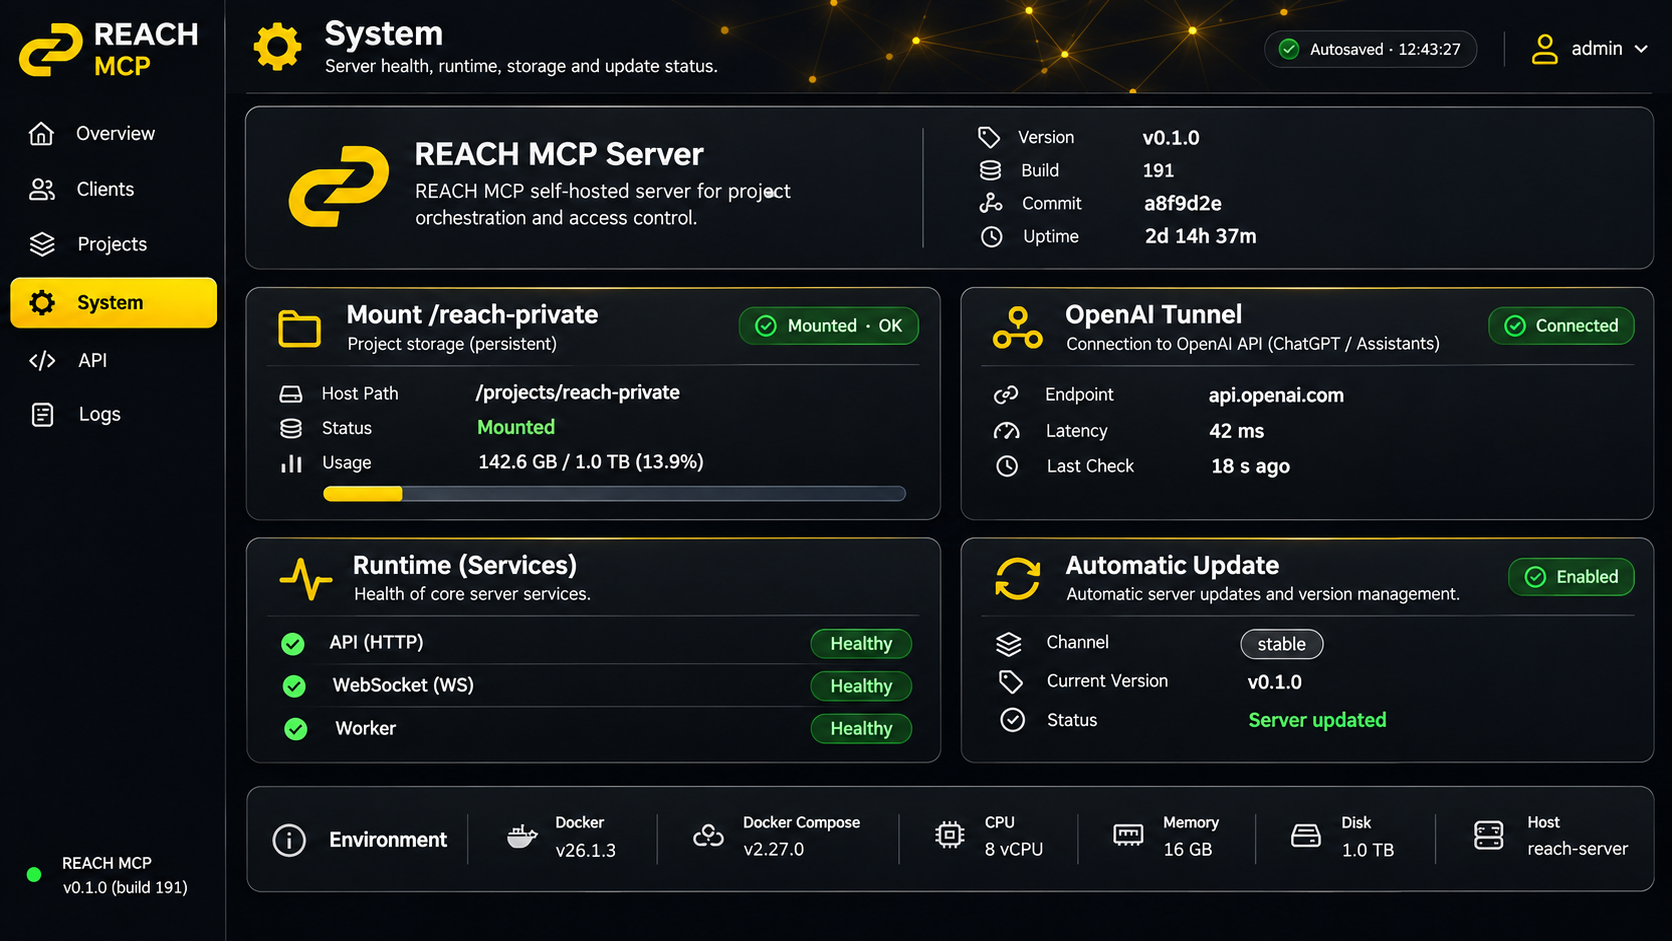 REACH
MCP
Overview
Clients
Projects
System
API
Logs
REACH MCP
v0.1.0 (build 191)
System
Server health, runtime, storage and update status.
Autosaved · 12:43:27
admin
REACH MCP Server
REACH MCP self-hosted server for project
orchestration and access control.
Version v0.1.0
Build 191
Commit a8f9d2e
Uptime 2d 14h 37m
Mount /reach-private
Project storage (persistent)
Mounted · OK
Host Path /projects/reach-private
Status Mounted
Usage 142.6 GB / 1.0 TB (13.9%)
OpenAI Tunnel
Connection to OpenAI API (ChatGPT / Assistants)
Connected
Endpoint api.openai.com
Latency 42 ms
Last Check 18 s ago
Runtime (Services)
Health of core server services.
API (HTTP) Healthy
WebSocket (WS) Healthy
Worker Healthy
Automatic Update
Automatic server updates and version management.
Enabled
Channel stable
Current Version v0.1.0
Status Server updated
Environment
Docker
v26.1.3
Docker Compose
v2.27.0
CPU
8 vCPU
Memory
16 GB
Disk
1.0 TB
Host
reach-server